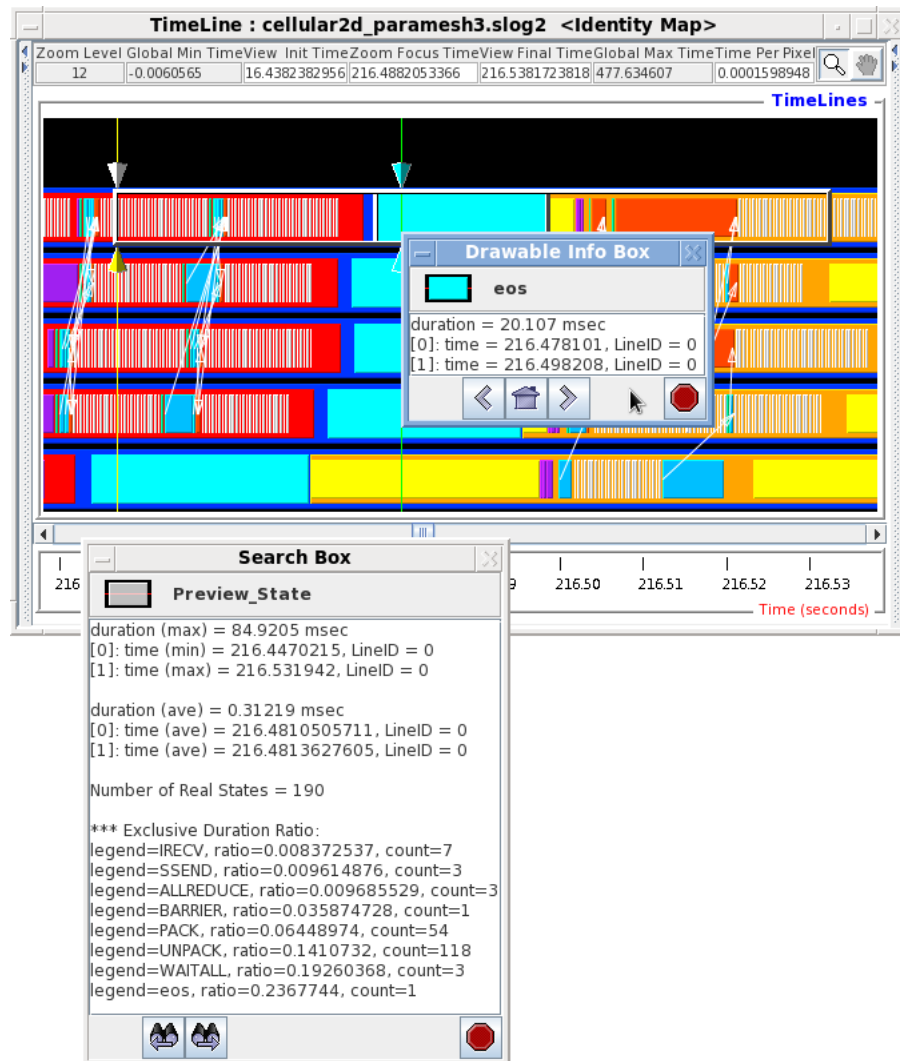 TimeLine : cellular2d_paramesh3.slog2 <Identity Map>
Zoom Level Global Min Time View Init Time Zoom Focus Time View Final Time Global Max Time Time Per Pixel
12 -0.0060565 16.4382382956 216.4882053366 216.5381723818 477.634607 0.0001598948
TimeLines
Drawable Info Box
eos
duration = 20.107 msec
[0]: time = 216.478101, LineID = 0
[1]: time = 216.498208, LineID = 0
216 9 216.50 216.51 216.52 216.53
Time (seconds)
Search Box
Preview_State
duration (max) = 84.9205 msec
[0]: time (min) = 216.4470215, LineID = 0
[1]: time (max) = 216.531942, LineID = 0
duration (ave) = 0.31219 msec
[0]: time (ave) = 216.4810505711, LineID = 0
[1]: time (ave) = 216.4813627605, LineID = 0
Number of Real States = 190
*** Exclusive Duration Ratio:
legend=IRECV, ratio=0.008372537, count=7
legend=SSEND, ratio=0.009614876, count=3
legend=ALLREDUCE, ratio=0.009685529, count=3
legend=BARRIER, ratio=0.035874728, count=1
legend=PACK, ratio=0.06448974, count=54
legend=UNPACK, ratio=0.1410732, count=118
legend=WAITALL, ratio=0.19260368, count=3
legend=eos, ratio=0.2367744, count=1